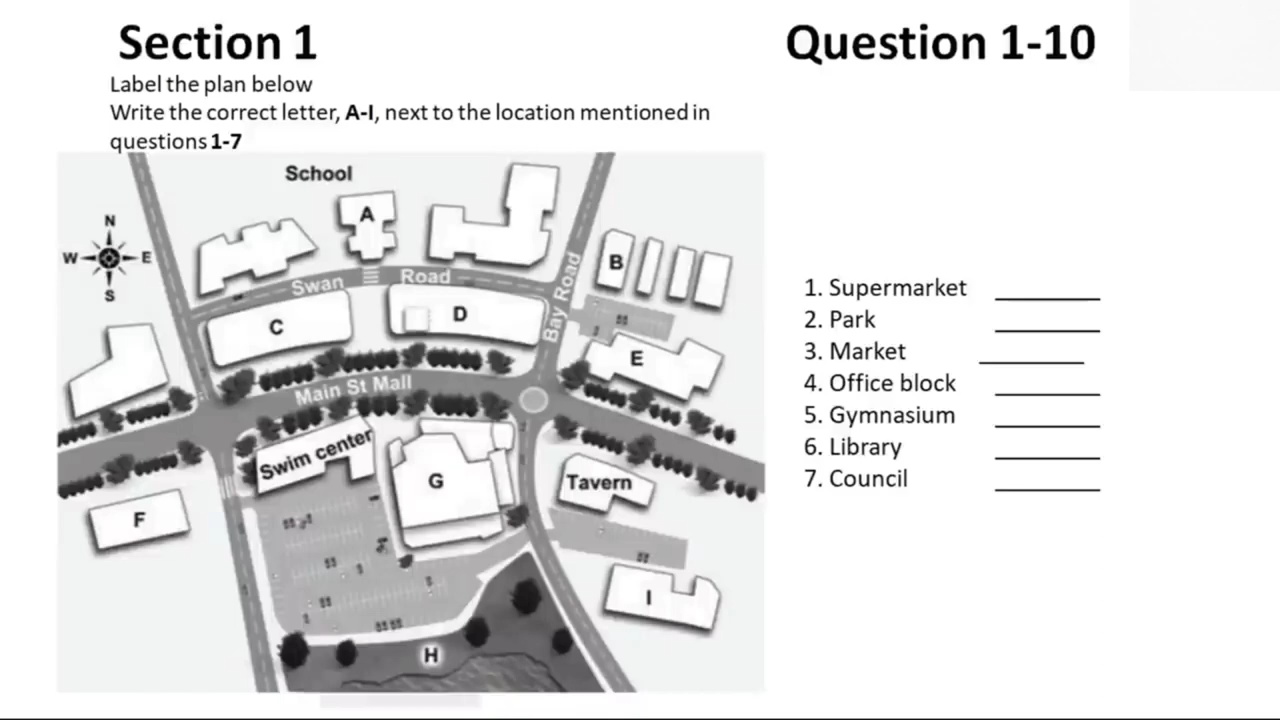 Section 1
Question 1-10
Label the plan below
Write the correct letter, A-I, next to the location mentioned in
questions 1-7
School
N
W E
S
A
B
Swan Road
Bay Road
C
D
E
Main St Mall
Swim center
G
Tavern
F
I
H
1. Supermarket
2. Park
3. Market
4. Office block
5. Gymnasium
6. Library
7. Council